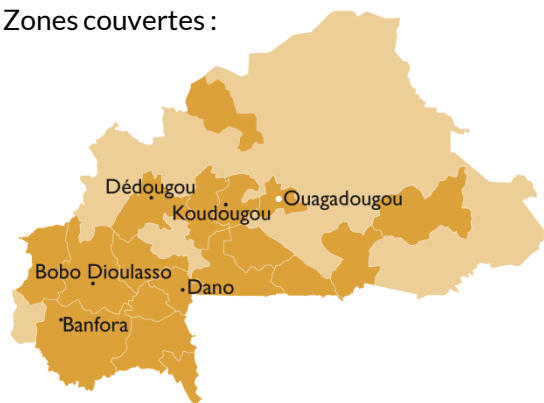 Zones couvertes :
Dédougou
Koudougou
Ouagadougou
Bobo Dioulasso
Dano
Banfora